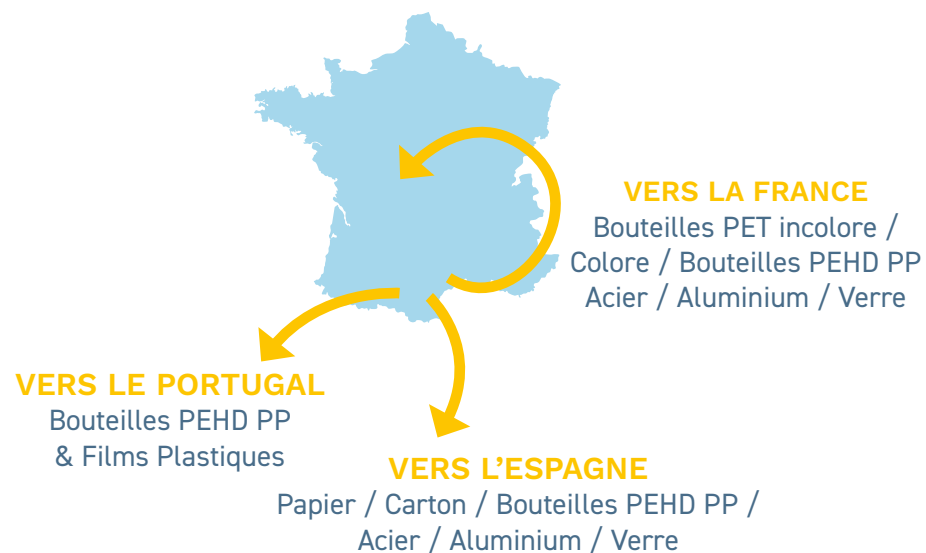 VERS LA FRANCE
Bouteilles PET incolore /
Colore / Bouteilles PEHD PP
Acier / Aluminium / Verre
VERS LE PORTUGAL
Bouteilles PEHD PP
& Films Plastiques
VERS L’ESPAGNE
Papier / Carton / Bouteilles PEHD PP /
Acier / Aluminium / Verre